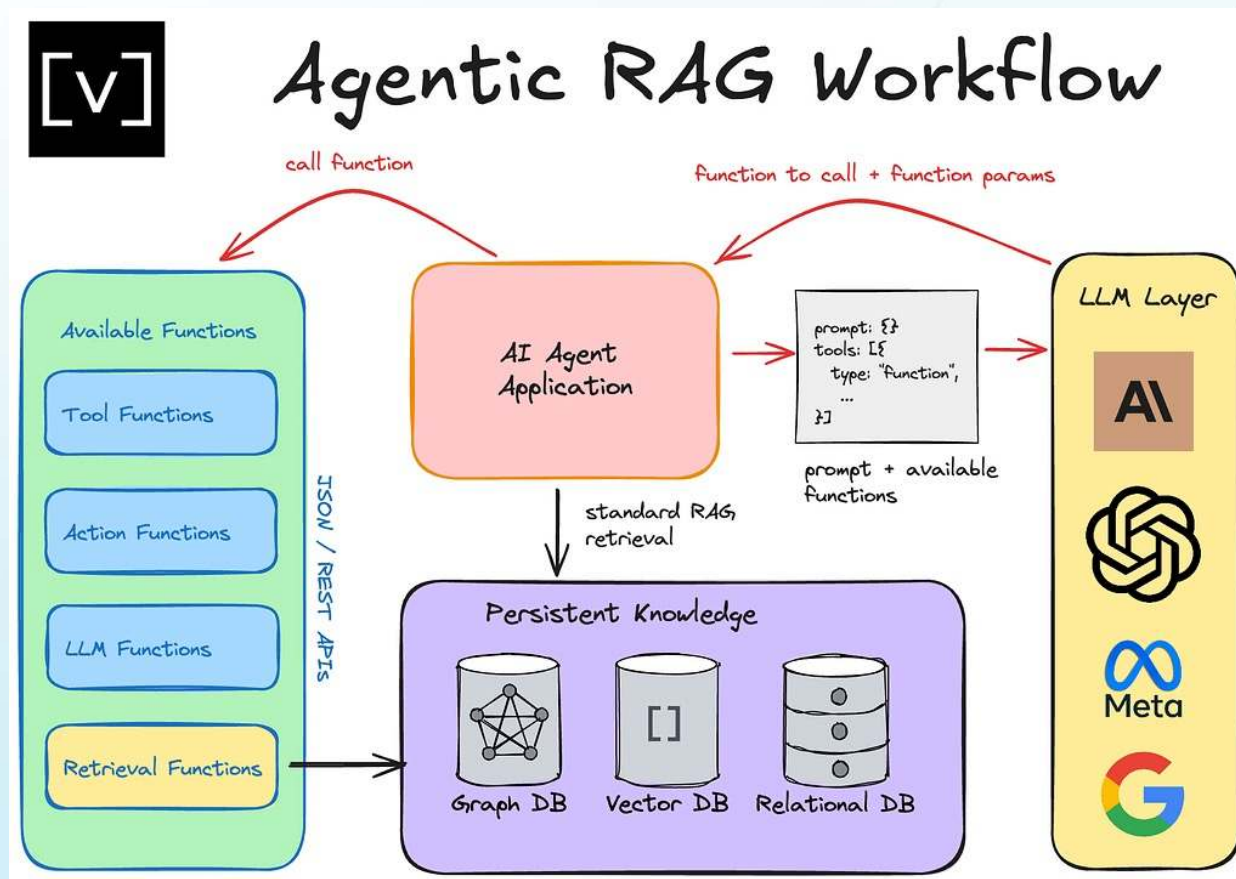 [v]
Agentic RAG Workflow
call function
function to call + function params
Available Functions
Tool Functions
Action Functions
LLM Functions
Retrieval Functions
JSON / REST APIs
AI Agent
Application
prompt: {}
tools: [{
type: "function",
...
}]
prompt + available
functions
standard RAG
retrieval
Persistent Knowledge
[]
Graph DB
Vector DB
Relational DB
LLM Layer
A\
Meta
G